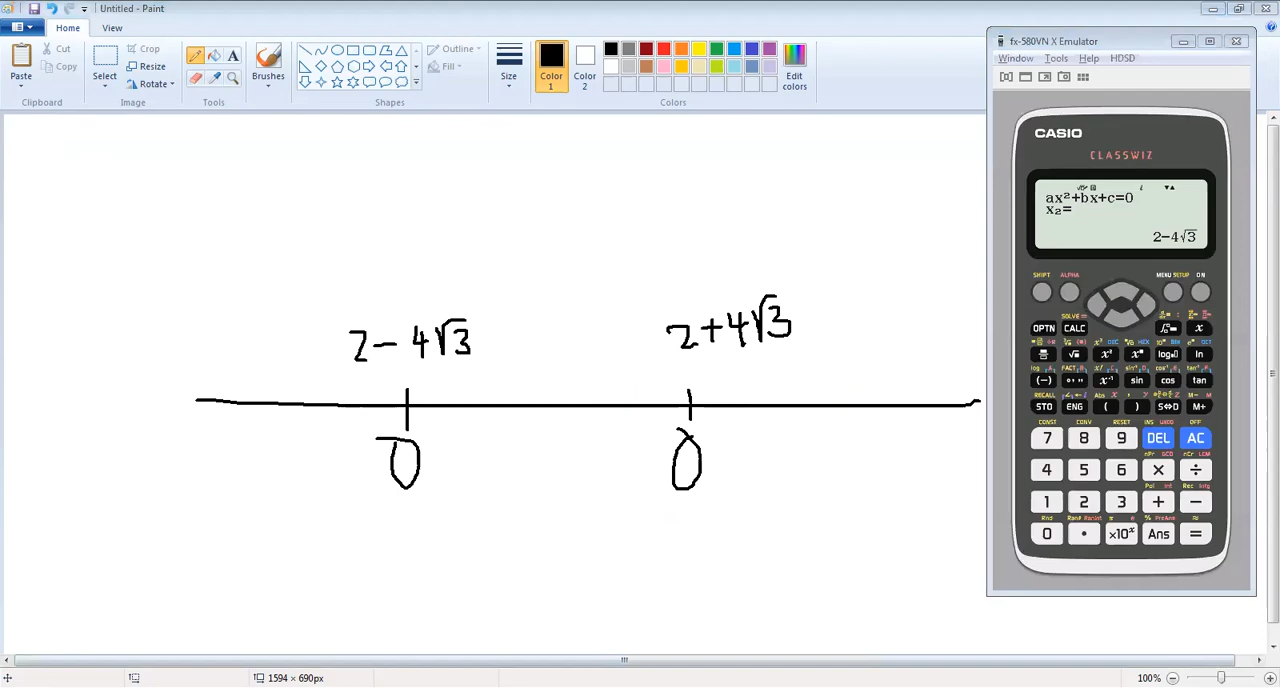 Untitled - Paint
Home View
Paste
Cut
Copy
Clipboard
Select
Crop
Resize
Rotate
Image
Tools
Brushes
Shapes
Outline
Fill
Size
Color 1
Color 2
Edit colors
Colors
fx-580VN X Emulator
Window Tools Help HDSD
CASIO
CLASSWIZ
ax²+bx+c=0
x₂=
2−4√3
SHIFT ALPHA MENU SETUP ON
OPTN CALC x
SOLVE =
x² log ln
(−) x⁻¹ sin cos tan
STO ENG ( ) S⇔D M+
7 8 9 DEL AC
4 5 6 × ÷
1 2 3 + −
0 • ×10ˣ Ans =
2 − 4√3
2 + 4√3
0 0
1594 × 690px
100%